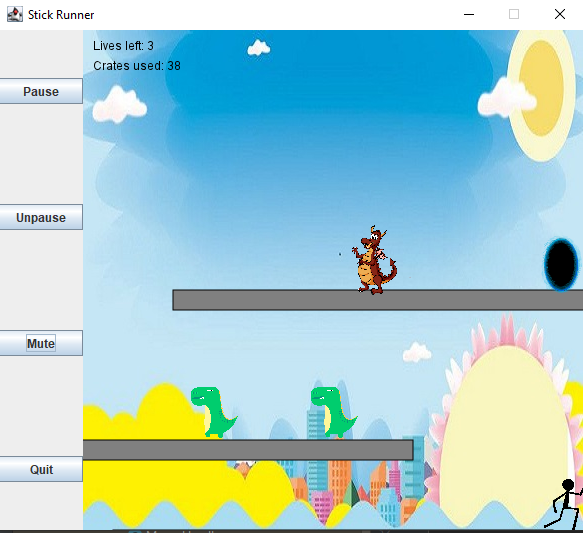 Stick Runner
Lives left: 3
Crates used: 38
Pause
Unpause
Mute
Quit